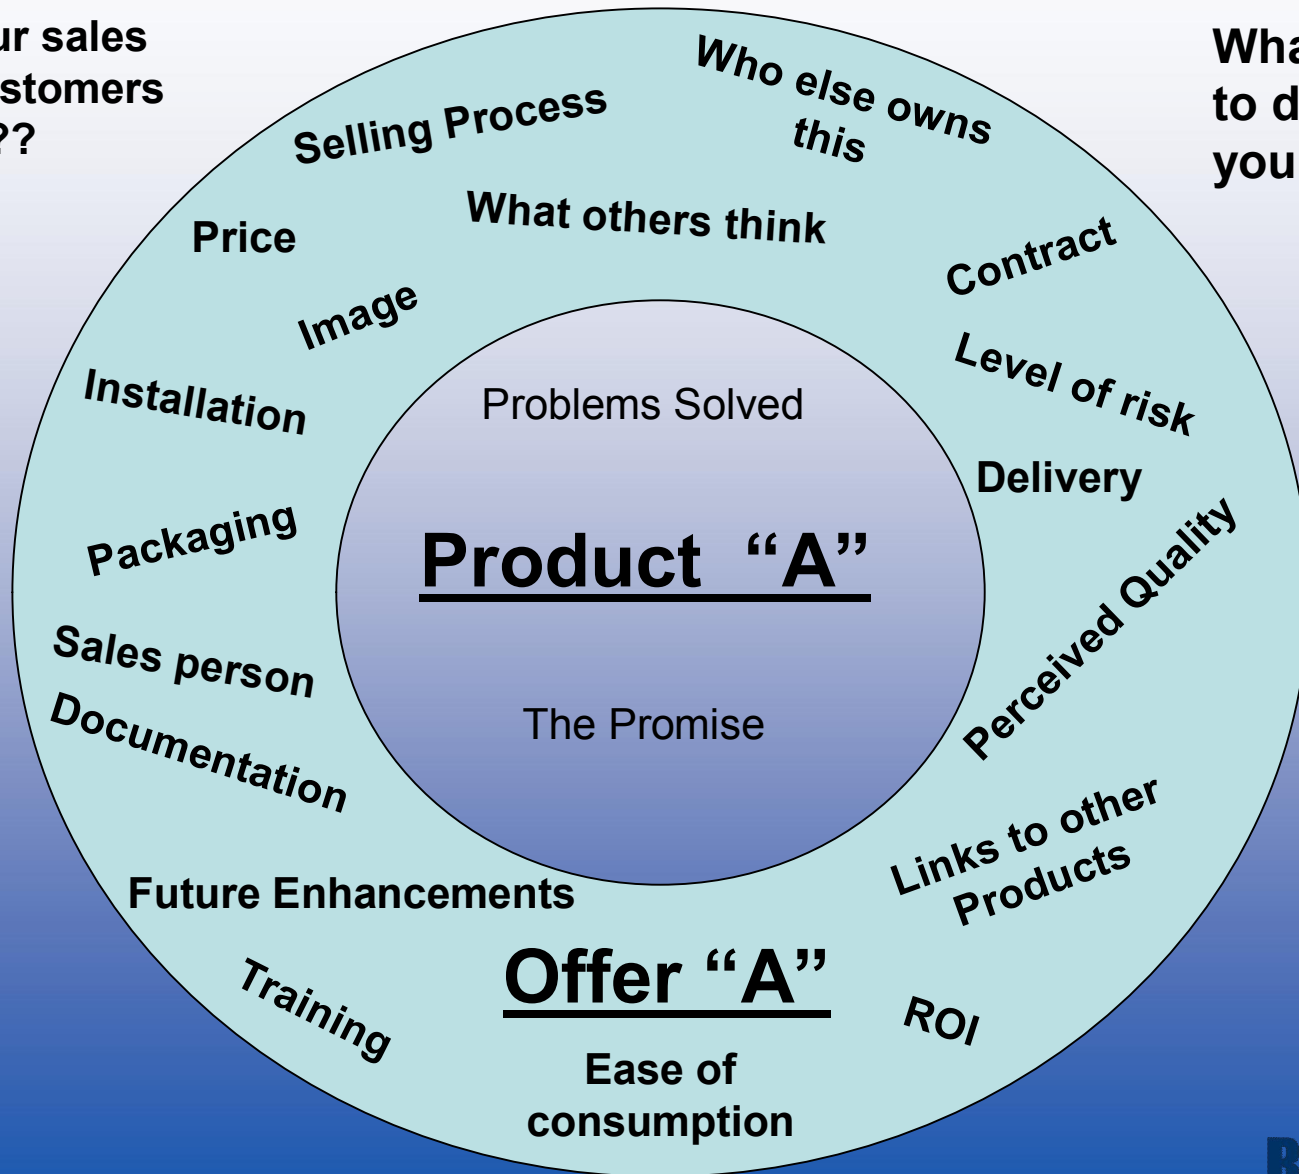 ur sales
stomers
??
Wha
to d
you
Selling Process
Who else owns
this
What others think
Price
Image
Contract
Level of risk
Installation
Problems Solved
Delivery
Packaging
Product “A”
Perceived Quality
Sales person
Documentation
The Promise
Links to other
Products
Future Enhancements
Offer “A”
Training
ROI
Ease of
consumption